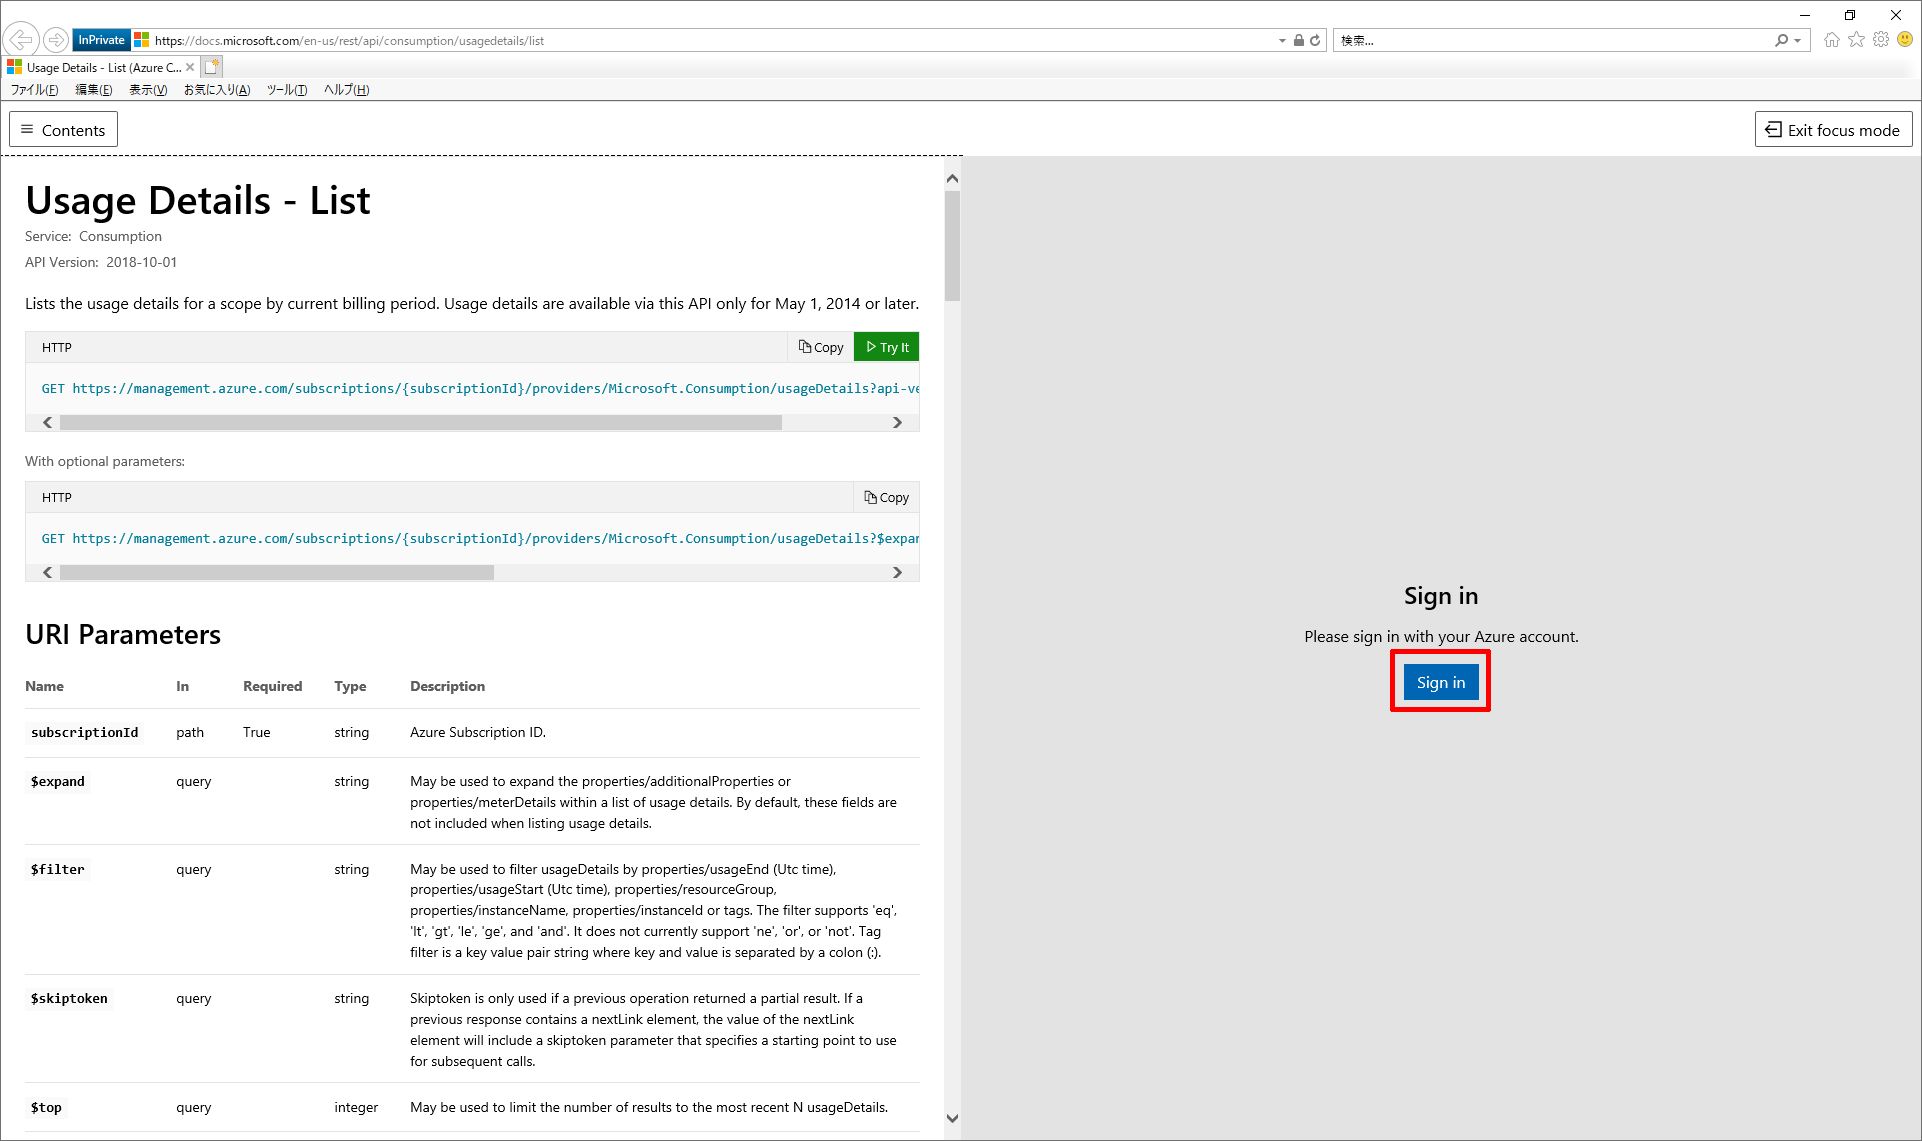 InPrivate
https://docs.microsoft.com/en-us/rest/api/consumption/usagedetails/list
検索...
Usage Details - List (Azure C...
ファイル(F) 編集(E) 表示(V) お気に入り(A) ツール(T) ヘルプ(H)
Contents
Exit focus mode
Usage Details - List
Service: Consumption
API Version: 2018-10-01
Lists the usage details for a scope by current billing period. Usage details are available via this API only for May 1, 2014 or later.
HTTP
Copy
Try It
GET https://management.azure.com/subscriptions/{subscriptionId}/providers/Microsoft.Consumption/usageDetails?api-ve
With optional parameters:
HTTP
Copy
GET https://management.azure.com/subscriptions/{subscriptionId}/providers/Microsoft.Consumption/usageDetails?$expan
URI Parameters
Name In Required Type Description
subscriptionId path True string Azure Subscription ID.
$expand query string May be used to expand the properties/additionalProperties or
properties/meterDetails within a list of usage details. By default, these fields are
not included when listing usage details.
$filter query string May be used to filter usageDetails by properties/usageEnd (Utc time),
properties/usageStart (Utc time), properties/resourceGroup,
properties/instanceName, properties/instanceId or tags. The filter supports 'eq',
'lt', 'gt', 'le', 'ge', and 'and'. It does not currently support 'ne', 'or', or 'not'. Tag
filter is a key value pair string where key and value is separated by a colon (:).
$skiptoken query string Skiptoken is only used if a previous operation returned a partial result. If a
previous response contains a nextLink element, the value of the nextLink
element will include a skiptoken parameter that specifies a starting point to use
for subsequent calls.
$top query integer May be used to limit the number of results to the most recent N usageDetails.
Sign in
Please sign in with your Azure account.
Sign in